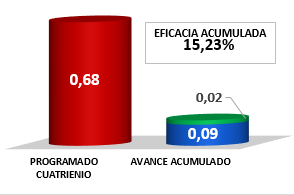 EFICACIA ACUMULADA
15,23%
0,68
0,02
0,09
PROGRAMADO
CUATRIENIO
AVANCE ACUMULADO